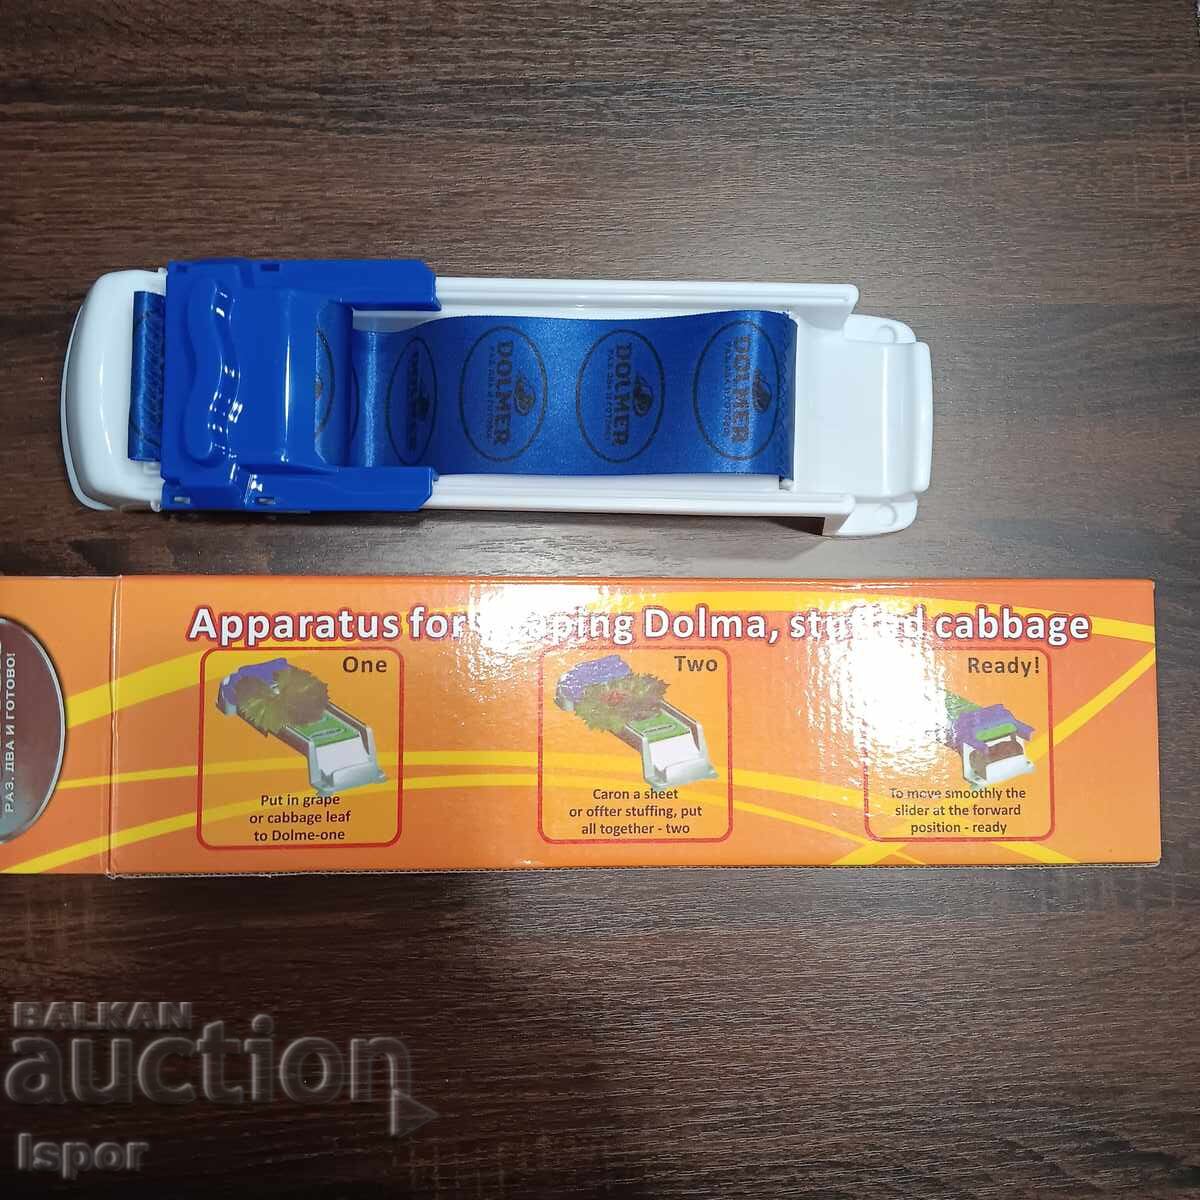 DOLMER
DOLMER
DOLMER
Apparatus for wrapping Dolma, stuffed cabbage
One
Put in grape
or cabbage leaf
to Dolme-one
Two
Caron a sheet
or offter stuffing, put
all together - two
Ready!
To move smoothly the
slider at the forward
position - ready
РАЗ, ДВА И ГОТОВО!
BALKAN
auction
Ispor